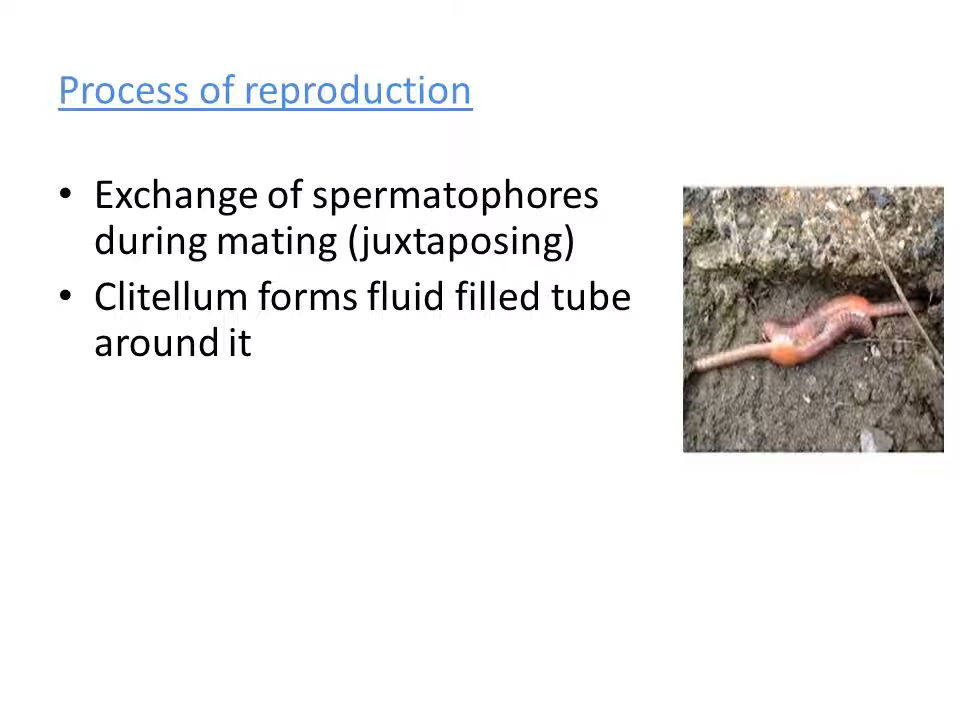 Process of reproduction
• Exchange of spermatophores
during mating (juxtaposing)
• Clitellum forms fluid filled tube
around it